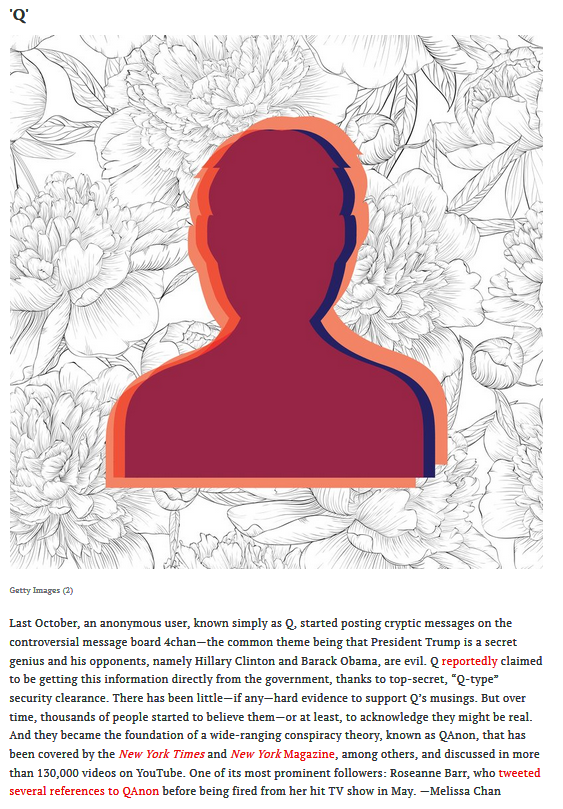 'Q'
Getty Images (2)
Last October, an anonymous user, known simply as Q, started posting cryptic messages on the
controversial message board 4chan—the common theme being that President Trump is a secret
genius and his opponents, namely Hillary Clinton and Barack Obama, are evil. Q reportedly claimed
to be getting this information directly from the government, thanks to top-secret, “Q-type”
security clearance. There has been little—if any—hard evidence to support Q’s musings. But over
time, thousands of people started to believe them—or at least, to acknowledge they might be real.
And they became the foundation of a wide-ranging conspiracy theory, known as QAnon, that has
been covered by the New York Times and New York Magazine, among others, and discussed in more
than 130,000 videos on YouTube. One of its most prominent followers: Roseanne Barr, who tweeted
several references to QAnon before being fired from her hit TV show in May. —Melissa Chan